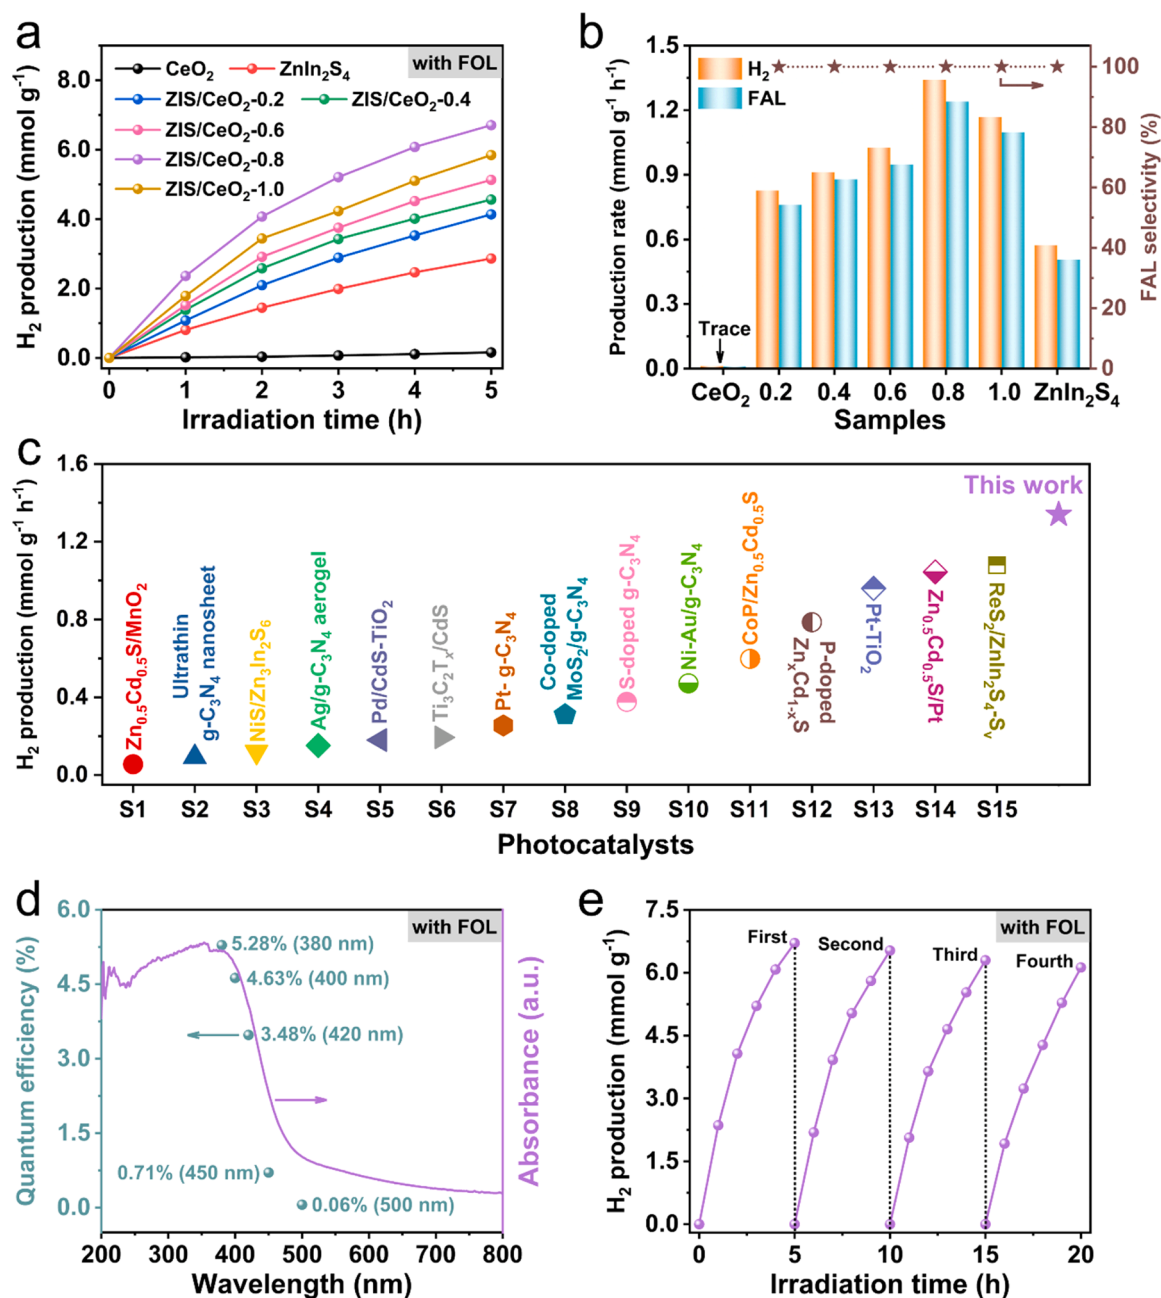 a
H₂ production (mmol g⁻¹)
8.0
6.0
4.0
2.0
0.0
CeO₂
ZnIn₂S₄
with FOL
ZIS/CeO₂-0.2
ZIS/CeO₂-0.4
ZIS/CeO₂-0.6
ZIS/CeO₂-0.8
ZIS/CeO₂-1.0
0 1 2 3 4 5
Irradiation time (h)
b
Production rate (mmol g⁻¹ h⁻¹)
1.5
1.2
0.9
0.6
0.3
0.0
H₂
FAL
Trace
100
80
60
40
20
0
FAL selectivity (%)
CeO₂ 0.2 0.4 0.6 0.8 1.0 ZnIn₂S₄
Samples
c
H₂ production (mmol g⁻¹ h⁻¹)
1.6
1.2
0.8
0.4
0.0
Zn₀.₅Cd₀.₅S/MnO₂
Ultrathin
g-C₃N₄ nanosheet
NiS/Zn₃In₂S₆
Ag/g-C₃N₄ aerogel
Pd/CdS-TiO₂
Ti₃C₂Tₓ/CdS
Pt- g-C₃N₄
Co-doped
MoS₂/g-C₃N₄
S-doped g-C₃N₄
Ni-Au/g-C₃N₄
CoP/Zn₀.₅Cd₀.₅S
P-doped
ZnₓCd₁₋ₓS
Pt-TiO₂
Zn₀.₅Cd₀.₅S/Pt
ReS₂/ZnIn₂S₄-Sᵥ
This work
S1 S2 S3 S4 S5 S6 S7 S8 S9 S10 S11 S12 S13 S14 S15
Photocatalysts
d
Quantum efficiency (%)
6.0
4.5
3.0
1.5
0.0
with FOL
5.28% (380 nm)
4.63% (400 nm)
3.48% (420 nm)
0.71% (450 nm)
0.06% (500 nm)
Absorbance (a.u.)
200 300 400 500 600 700 800
Wavelength (nm)
e
H₂ production (mmol g⁻¹)
7.5
6.0
4.5
3.0
1.5
0.0
with FOL
First
Second
Third
Fourth
0 5 10 15 20
Irradiation time (h)